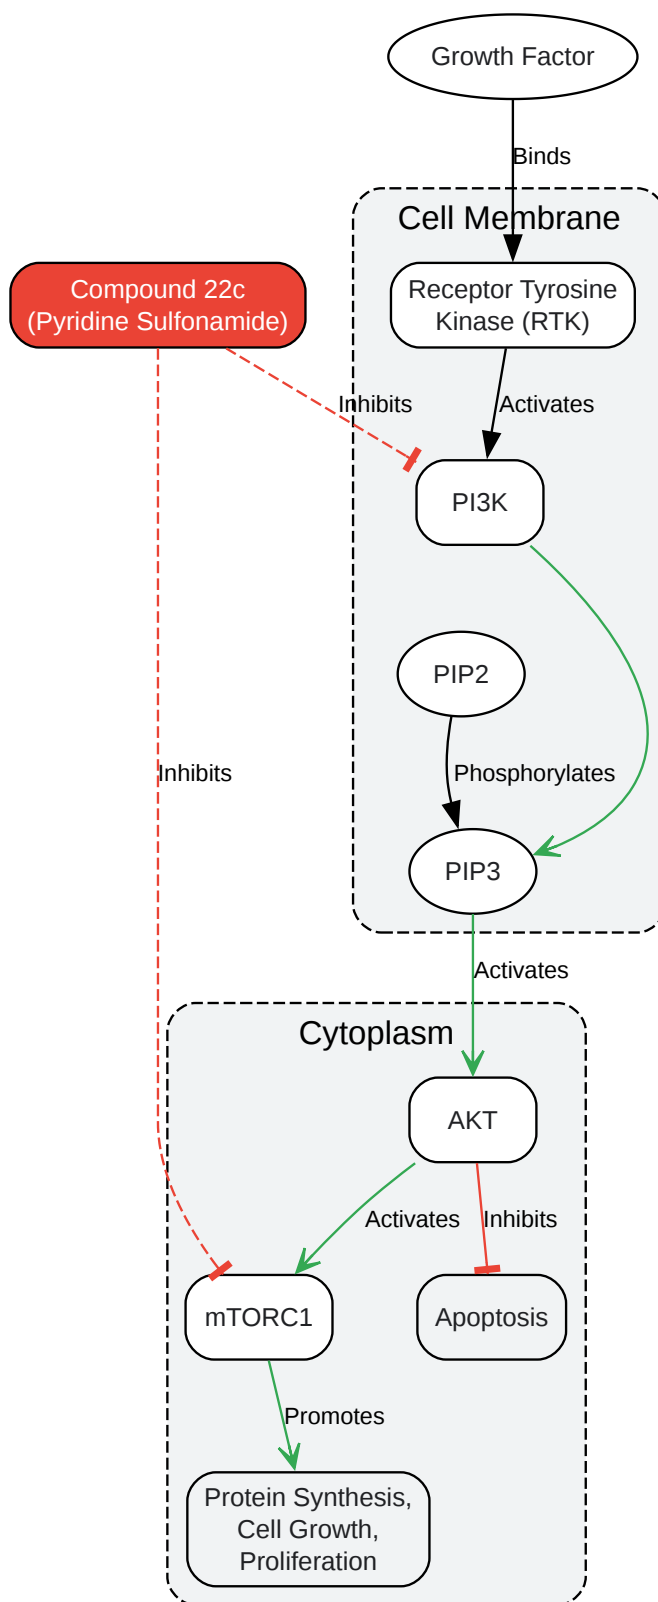 Growth Factor
Binds
Cell Membrane
Compound 22c
(Pyridine Sulfonamide)
Receptor Tyrosine
Kinase (RTK)
Inhibits
Activates
PI3K
PIP2
Inhibits
Phosphorylates
PIP3
Activates
Cytoplasm
AKT
Activates
Inhibits
mTORC1
Apoptosis
Promotes
Protein Synthesis,
Cell Growth,
Proliferation